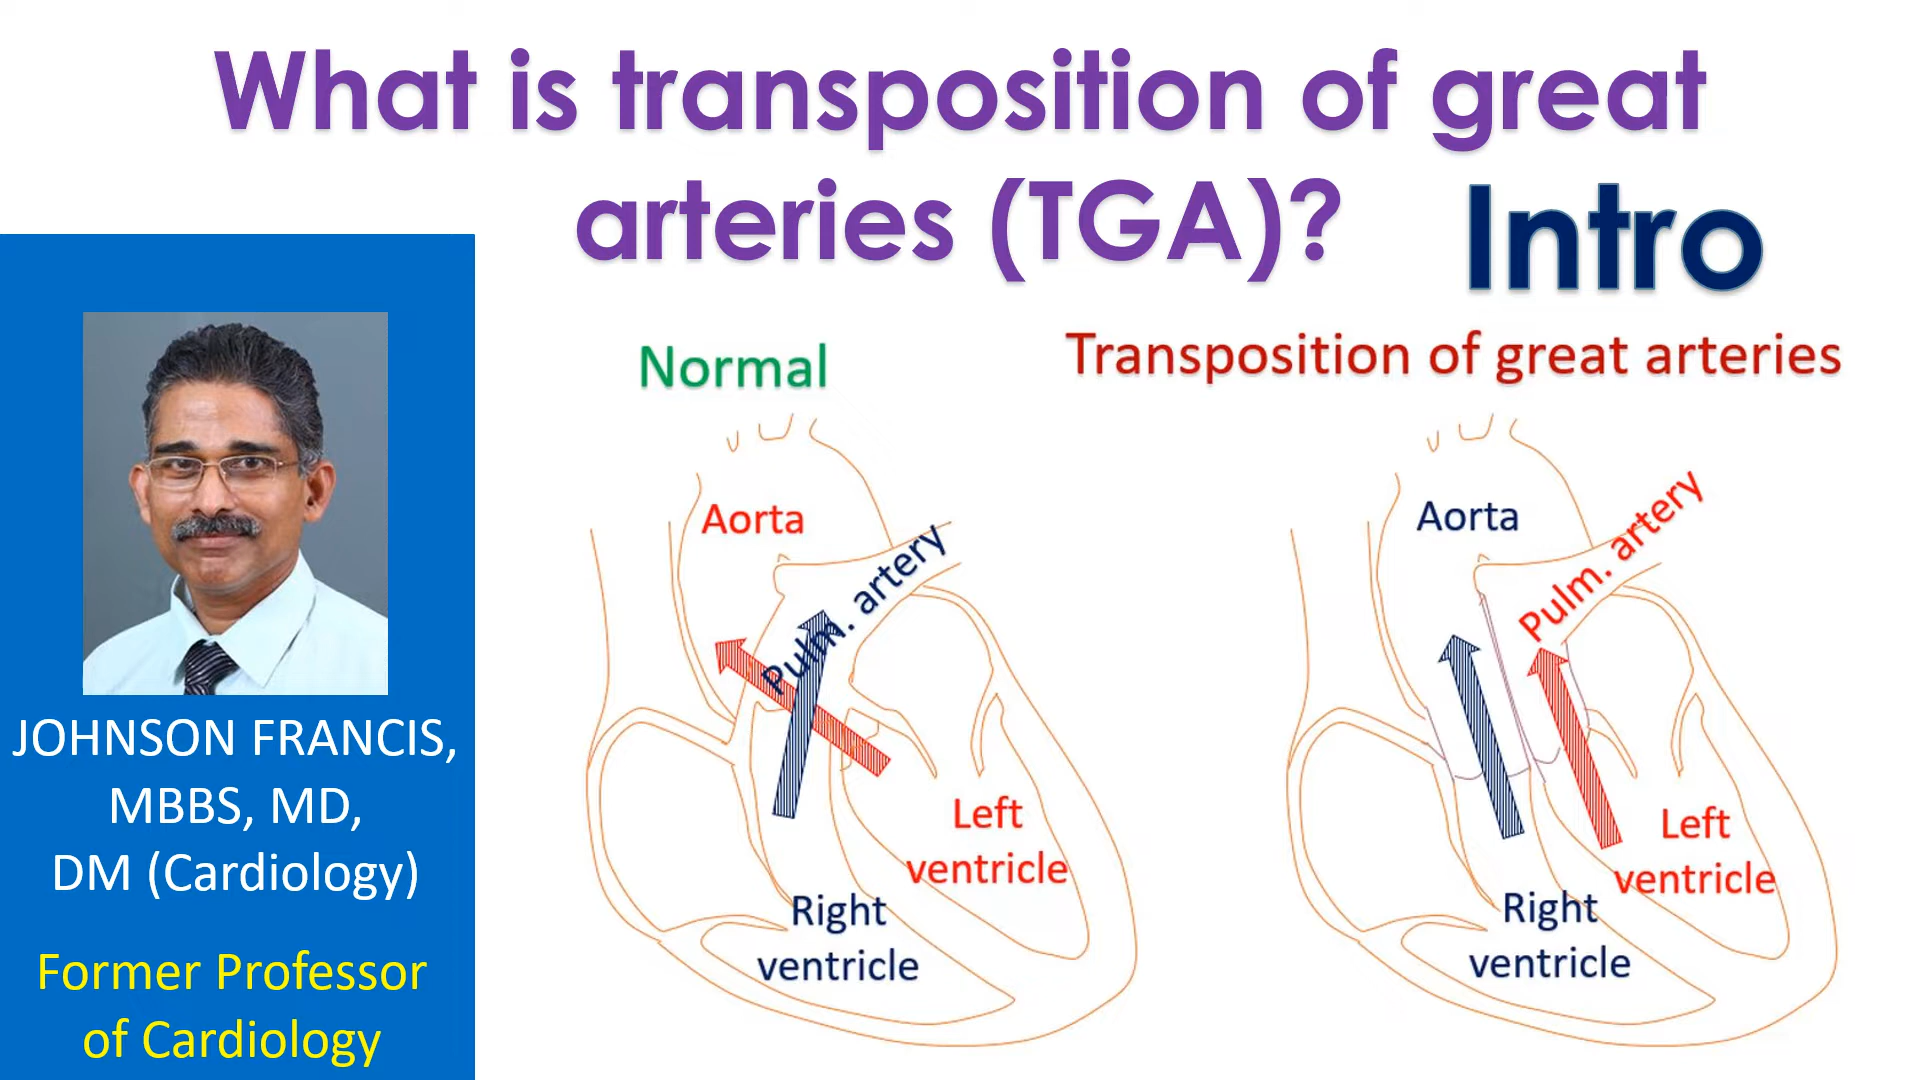 What is transposition of great
arteries (TGA)?
Intro
JOHNSON FRANCIS,
MBBS, MD,
DM (Cardiology)
Former Professor
of Cardiology
Normal
Aorta
Pulm. artery
Left
ventricle
Right
ventricle
Transposition of great arteries
Aorta
Pulm. artery
Left
ventricle
Right
ventricle